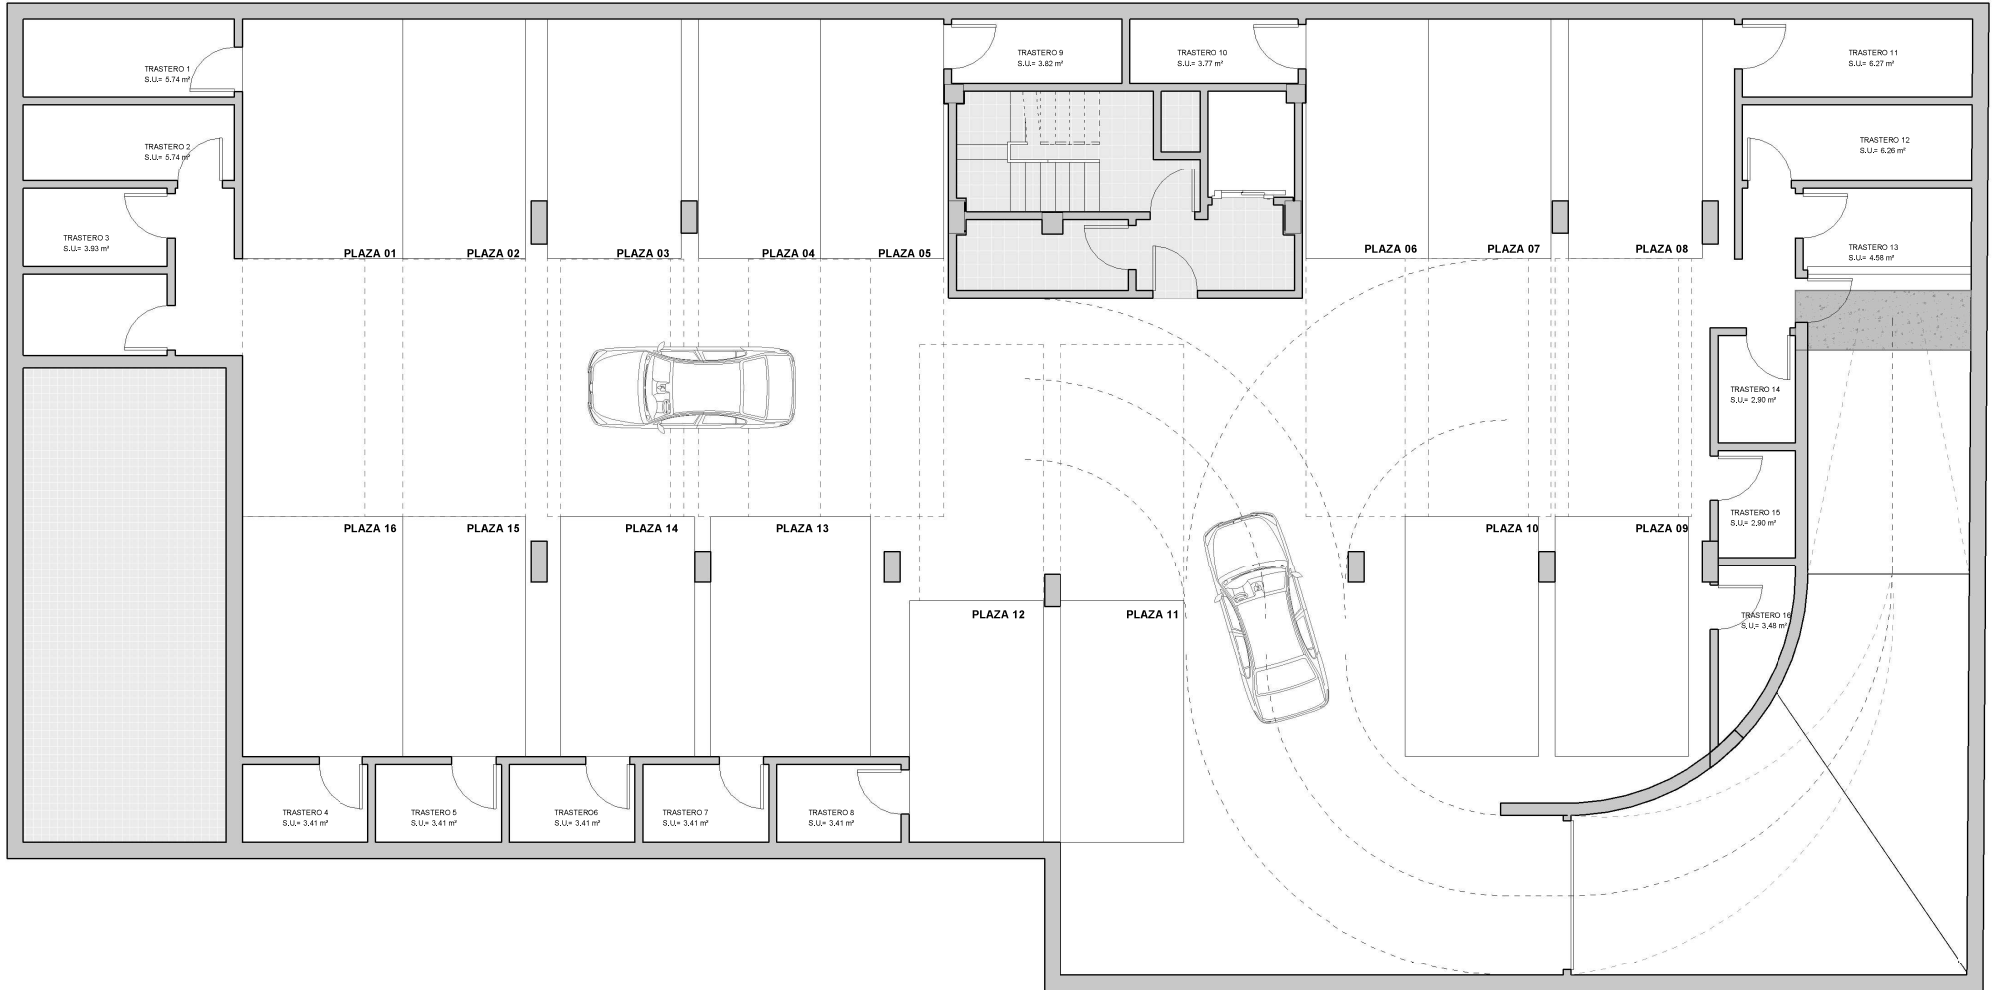 TRASTERO 1
S.U.= 5.74 m²
TRASTERO 2
S.U.= 5.74 m²
TRASTERO 3
S.U.= 3.93 m²
TRASTERO 9
S.U.= 3.82 m²
TRASTERO 10
S.U.= 3.77 m²
TRASTERO 11
S.U.= 6.27 m²
TRASTERO 12
S.U.= 6.26 m²
TRASTERO 13
S.U.= 4.58 m²
PLAZA 01
PLAZA 02
PLAZA 03
PLAZA 04
PLAZA 05
PLAZA 06
PLAZA 07
PLAZA 08
TRASTERO 14
S.U.= 2.90 m²
TRASTERO 15
S.U.= 2.90 m²
PLAZA 16
PLAZA 15
PLAZA 14
PLAZA 13
PLAZA 10
PLAZA 09
PLAZA 12
PLAZA 11
TRASTERO 16
S.U.= 3.48 m²
TRASTERO 4
S.U.= 3.41 m²
TRASTERO 5
S.U.= 3.41 m²
TRASTERO6
S.U.= 3.41 m²
TRASTERO 7
S.U.= 3.41 m²
TRASTERO 8
S.U.= 3.41 m²